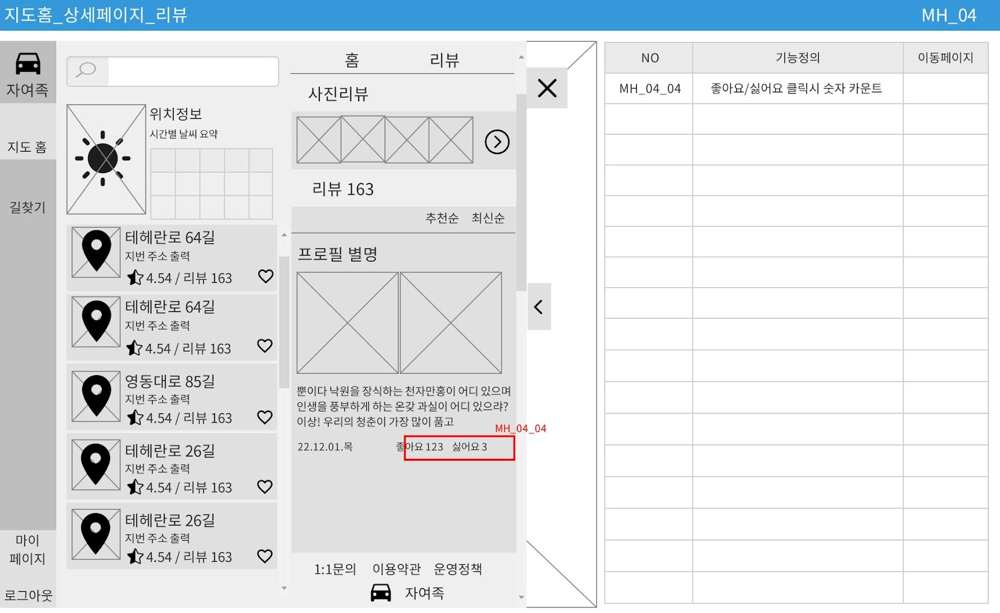 지도홈_상세페이지_리뷰
MH_04
자여족
지도 홈
길찾기
마이
페이지
로그아웃
위치정보
시간별 날씨 요약
테헤란로 64길
지번 주소 출력
4.54 / 리뷰 163
테헤란로 64길
지번 주소 출력
4.54 / 리뷰 163
영동대로 85길
지번 주소 출력
4.54 / 리뷰 163
테헤란로 26길
지번 주소 출력
4.54 / 리뷰 163
테헤란로 26길
지번 주소 출력
4.54 / 리뷰 163
홈 리뷰
사진리뷰
리뷰 163
추천순 최신순
프로필 별명
뿐이다 낙원을 장식하는 천자만홍이 어디 있으며
인생을 풍부하게 하는 온갖 과실이 어디 있으랴?
이상! 우리의 청춘이 가장 많이 품고
MH_04_04
22.12.01.목 좋아요 123 싫어요 3
1:1문의 이용약관 운영정책
자여족
NO 기능정의 이동페이지
MH_04_04 좋아요/싫어요 클릭시 숫자 카운트